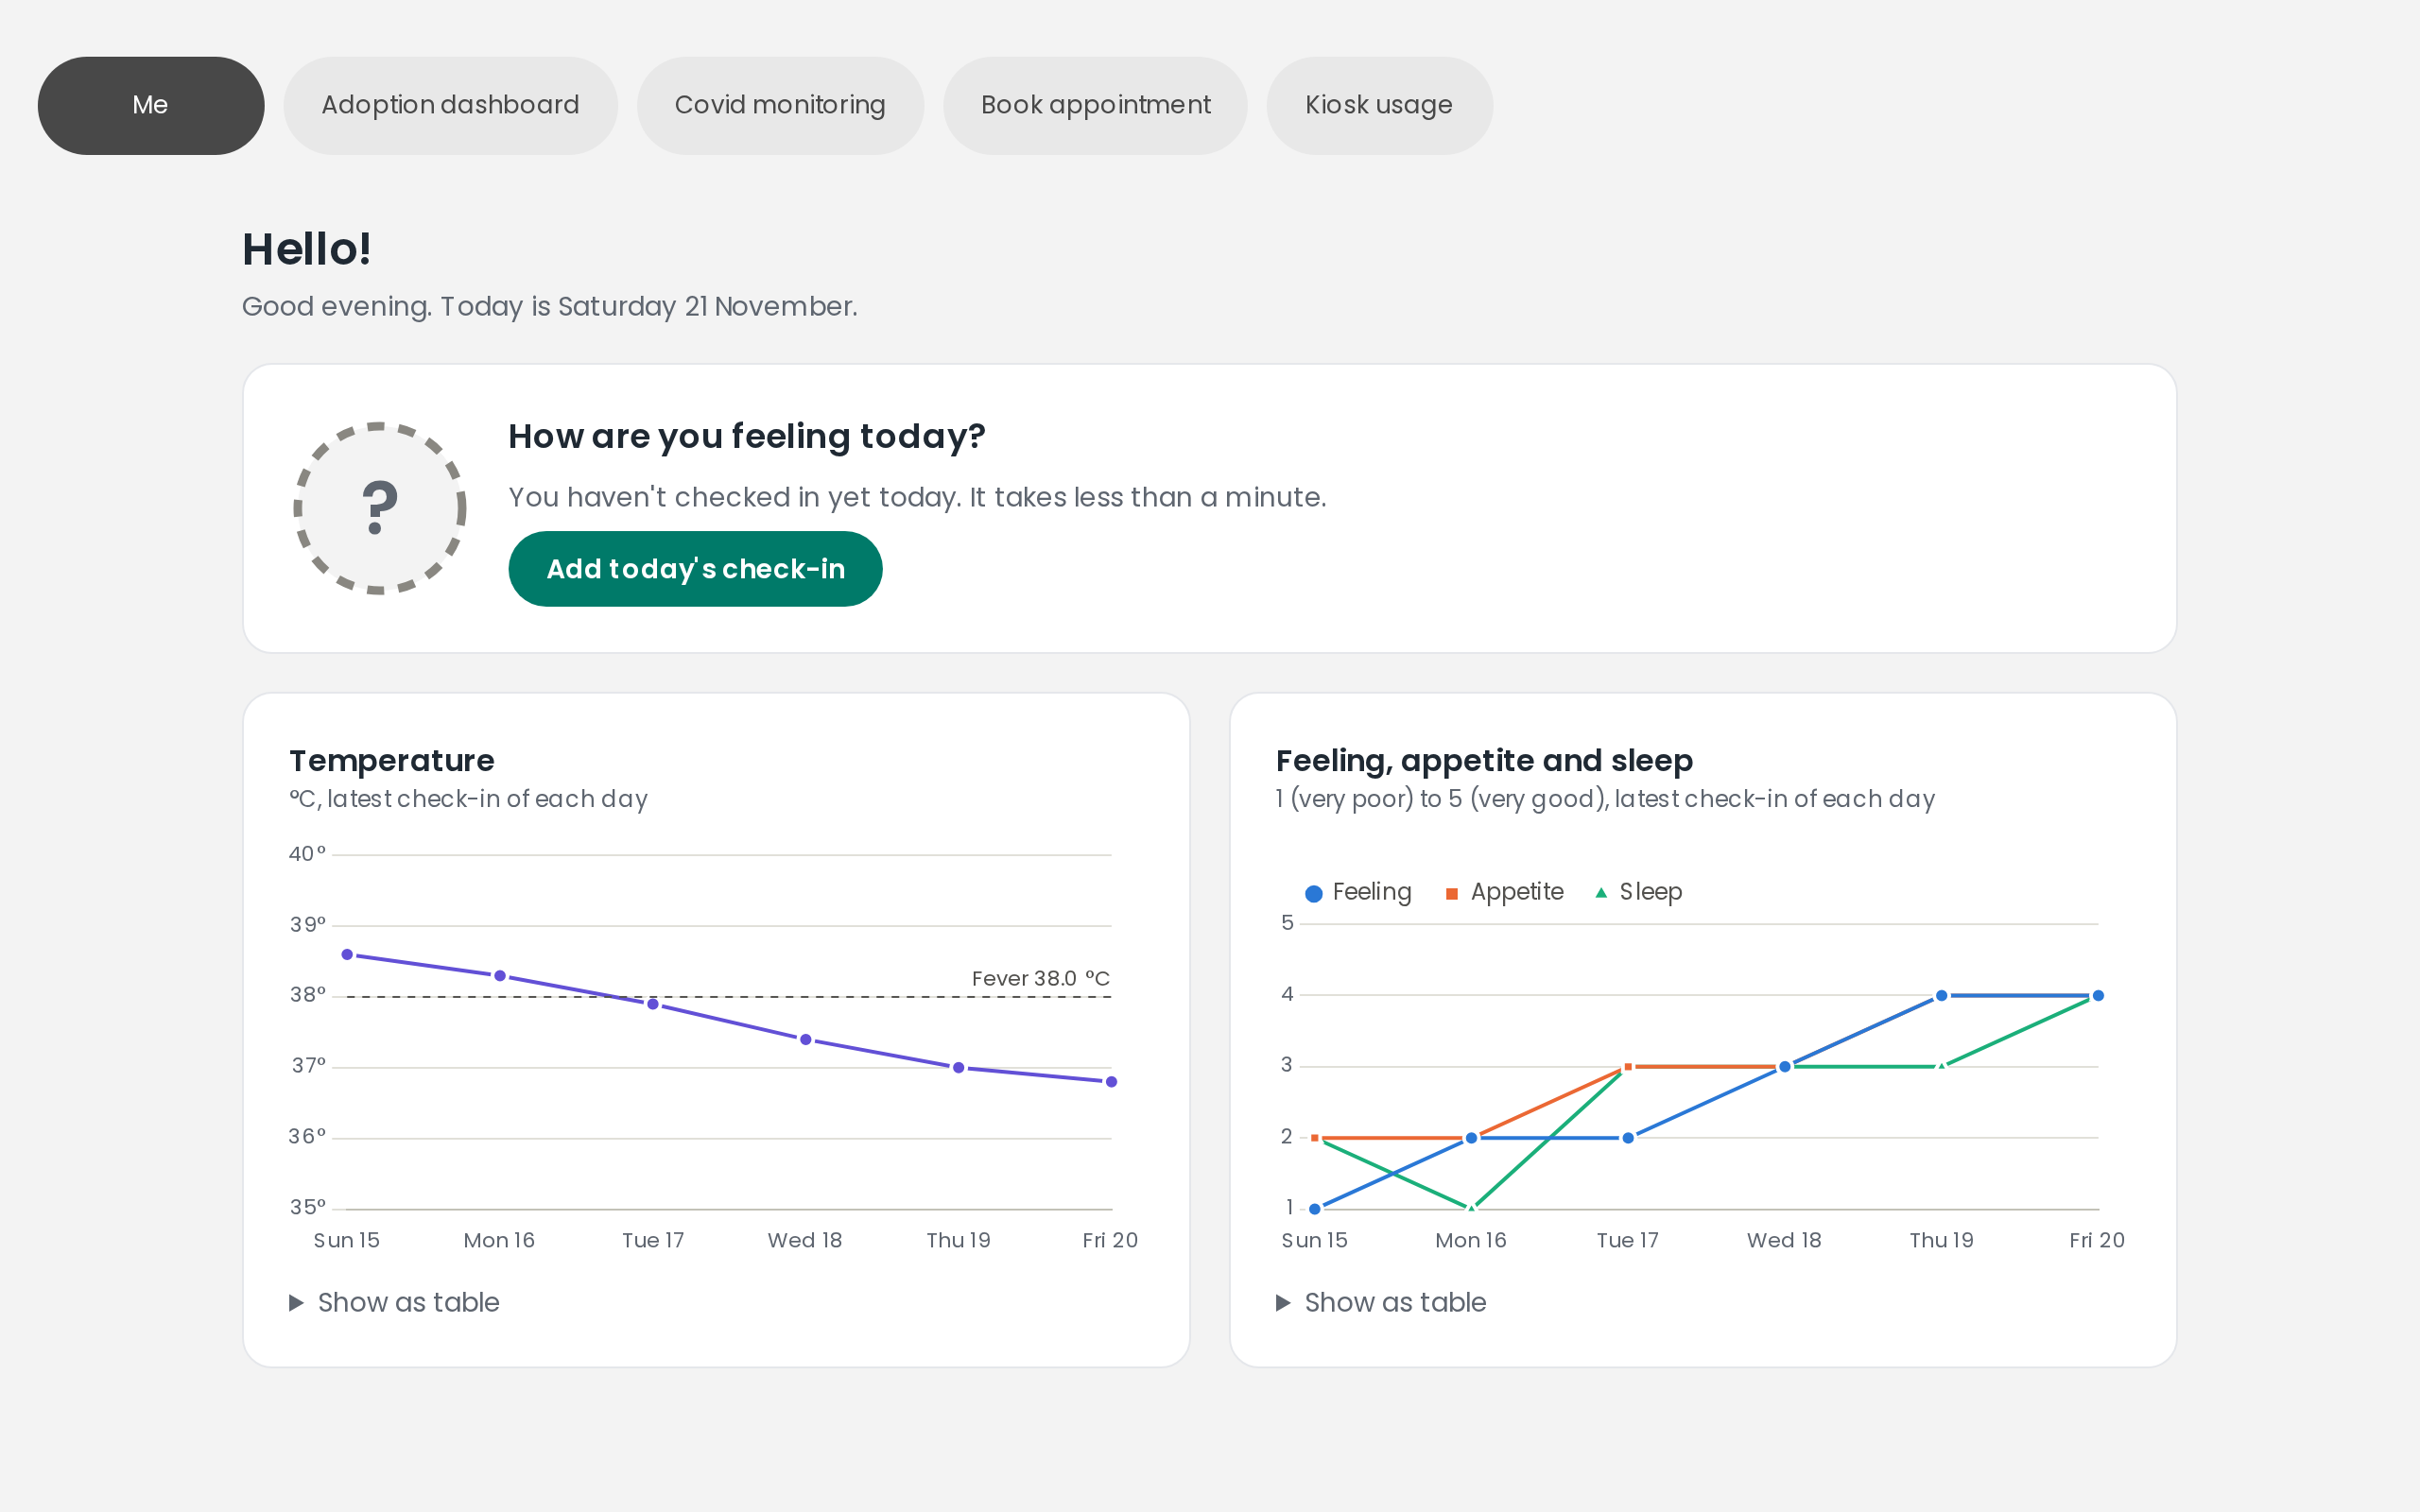 Me
Adoption dashboard
Covid monitoring
Book appointment
Kiosk usage
Hello!
Good evening. Today is Saturday 21 November.
?
How are you feeling today?
You haven't checked in yet today. It takes less than a minute.
Add today's check-in
Temperature
°C, latest check-in of each day
40°
39°
38°
37°
36°
35°
Fever 38.0 °C
Sun 15 Mon 16 Tue 17 Wed 18 Thu 19 Fri 20
Show as table
Feeling, appetite and sleep
1 (very poor) to 5 (very good), latest check-in of each day
Feeling Appetite Sleep
5
4
3
2
1
Sun 15 Mon 16 Tue 17 Wed 18 Thu 19 Fri 20
Show as table